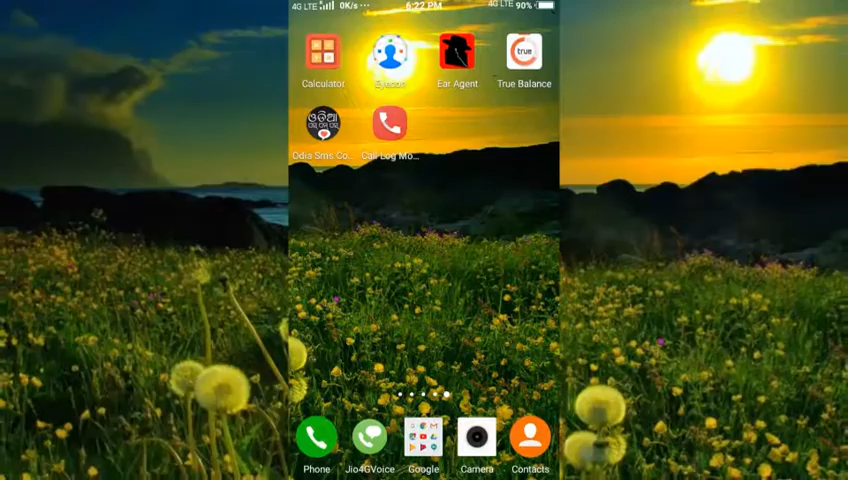 4G LTE 0K/s ··· 6:22 PM 4G LTE 90%
Calculator Eyecon Ear Agent True Balance
true
ଓଡ଼ିଆ
Odia Sms Co... Call Log Mo...
Phone Jio4GVoice Google Camera Contacts